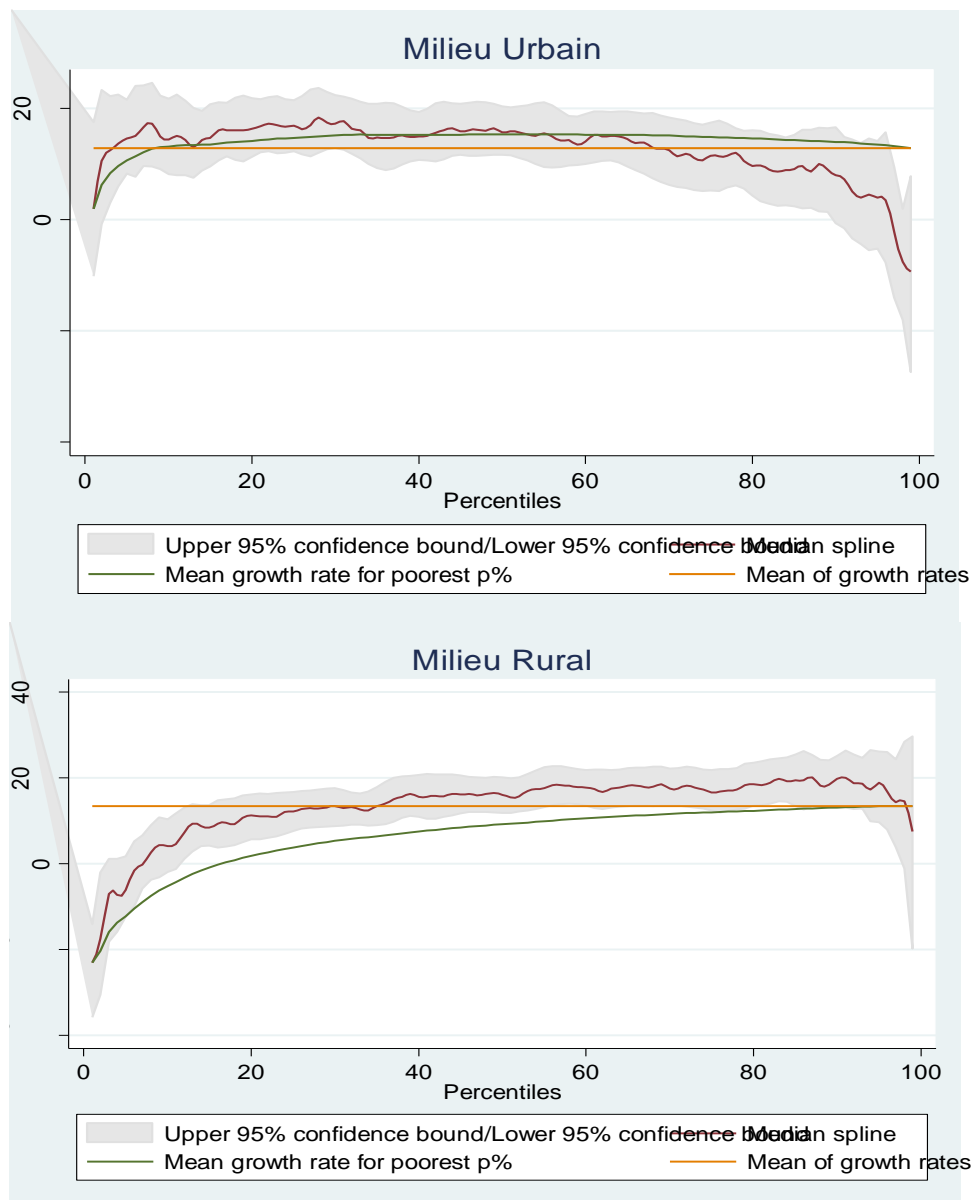 Milieu Urbain
20
0
0 20 40 60 80 100
Percentiles
Upper 95% confidence bound/Lower 95% confidence bound Median spline
Mean growth rate for poorest p% Mean of growth rates
Milieu Rural
40
20
0
0 20 40 60 80 100
Percentiles
Upper 95% confidence bound/Lower 95% confidence bound Median spline
Mean growth rate for poorest p% Mean of growth rates